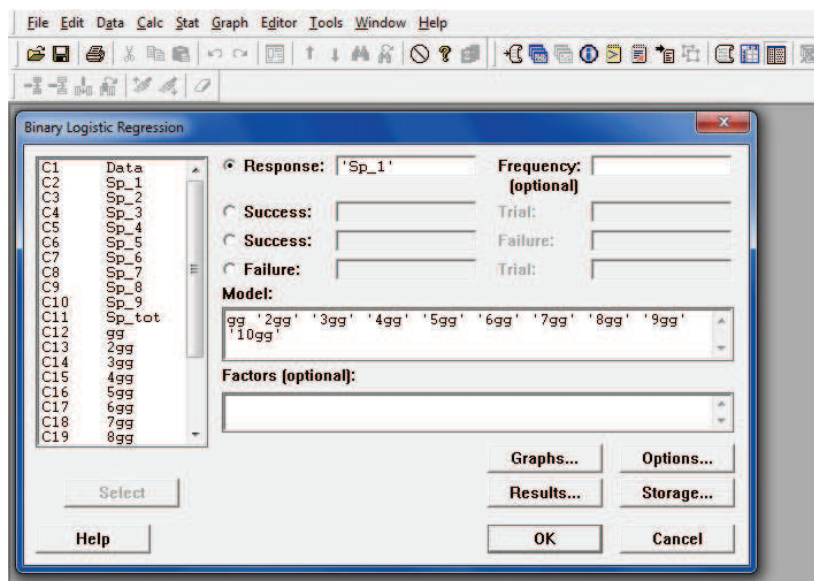 File Edit Data Calc Stat Graph Editor Tools Window Help
Binary Logistic Regression
C1 Data
C2 Sp_1
C3 Sp_2
C4 Sp_3
C5 Sp_4
C6 Sp_5
C7 Sp_6
C8 Sp_7
C9 Sp_8
C10 Sp_9
C11 Sp_tot
C12 gg
C13 2gg
C14 3gg
C15 4gg
C16 5gg
C17 6gg
C18 7gg
C19 8gg
Response: 'Sp_1' Frequency:
(optional)
Success: Trial:
Success: Failure:
Failure: Trial:
Model:
gg '2gg' '3gg' '4gg' '5gg' '6gg' '7gg' '8gg' '9gg'
'10gg'
Factors (optional):
Graphs... Options...
Select Results... Storage...
Help OK Cancel